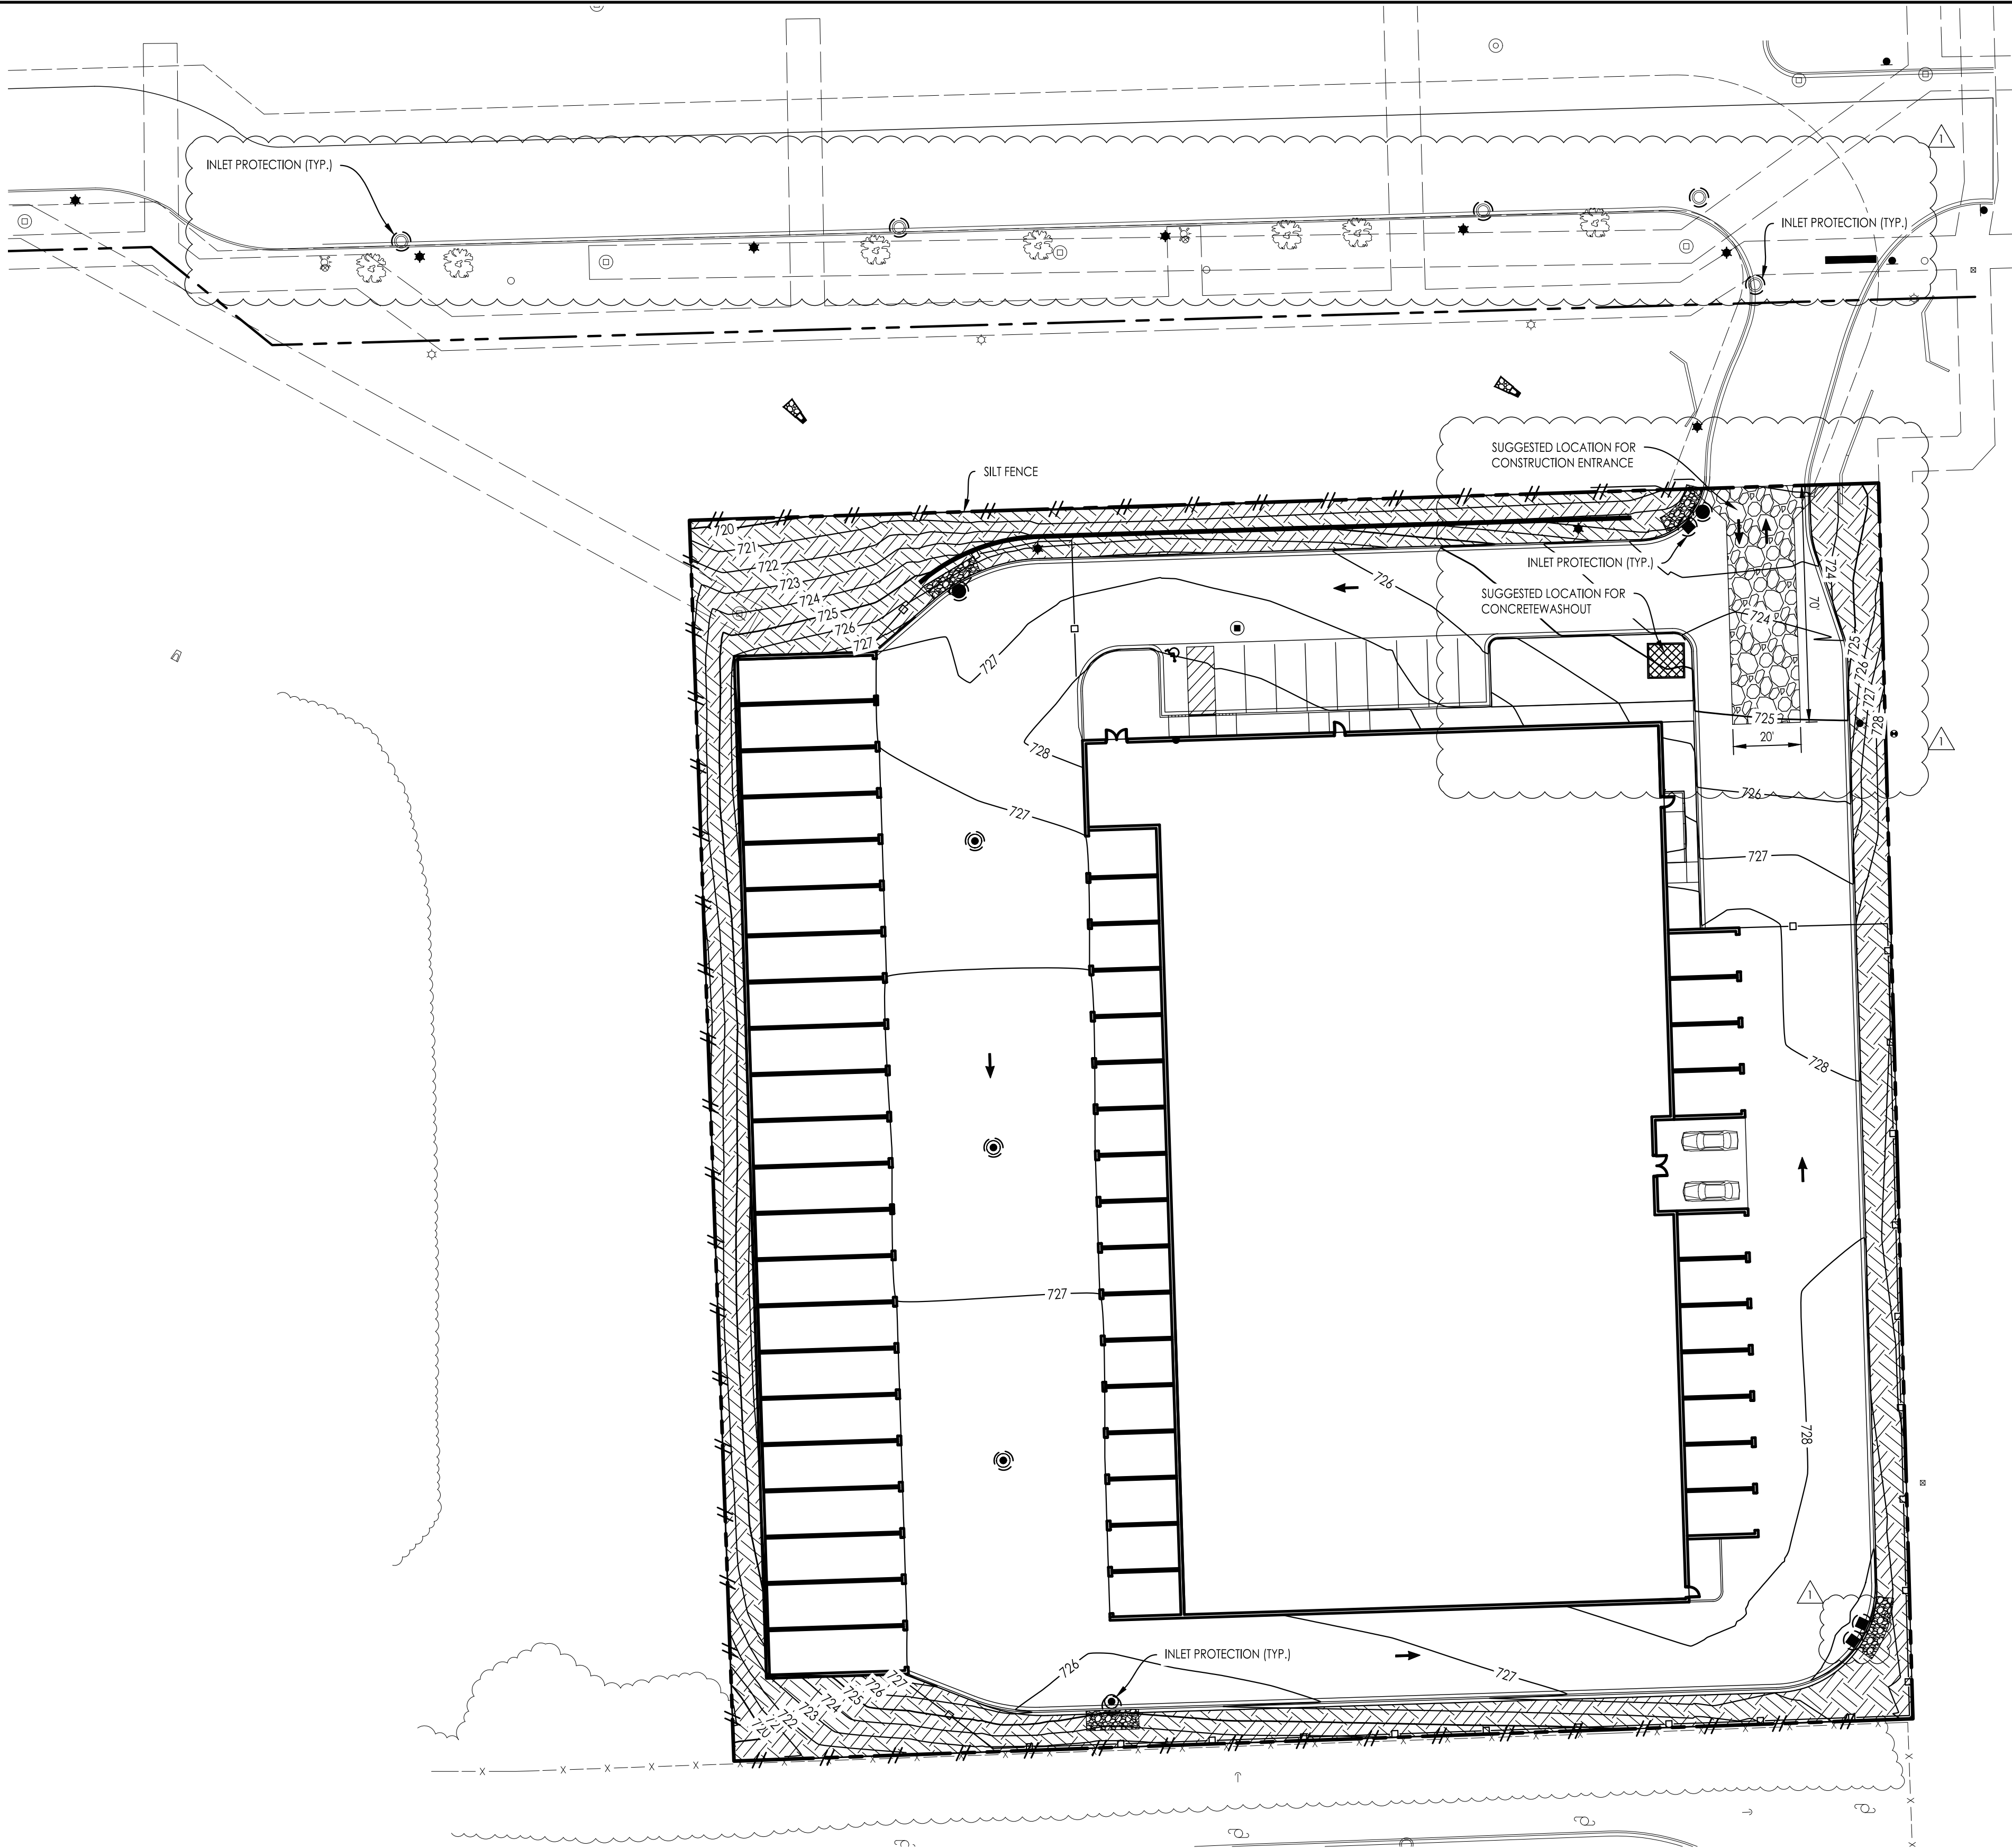 1
INLET PROTECTION (TYP.)
INLET PROTECTION (TYP.)
SUGGESTED LOCATION FOR
CONSTRUCTION ENTRANCE
SILT FENCE
720
721
722
723
724
725
726
727
INLET PROTECTION (TYP.)
726
SUGGESTED LOCATION FOR
CONCRETEWASHOUT
724
70'
724
725
726
727
728
727
725
20'
1
728
726
727
727
728
727
728
1
INLET PROTECTION (TYP.)
726
727
727
726
725
724
723
722
721
720
X
X
X
X
X